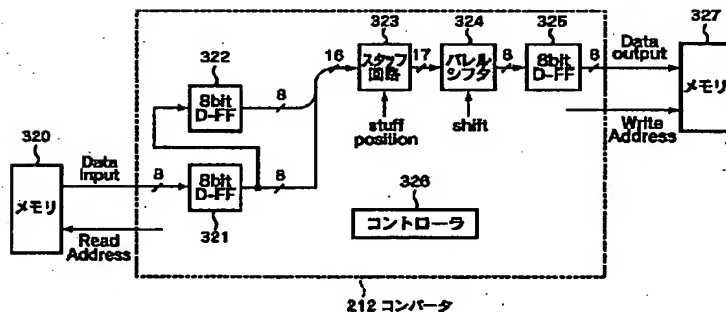 323
324
325
327
322
16
スタッフ
回路
17
バレル
シフタ
8
8bit
D-FF
8
Data
output
メモリ
8bit
D-FF
8
stuff
position
shift
Write
Address
320
Data
Input
メモリ
8
8bit
D-FF
8
321
Read
Address
326
コントローラ
212 コンバータ